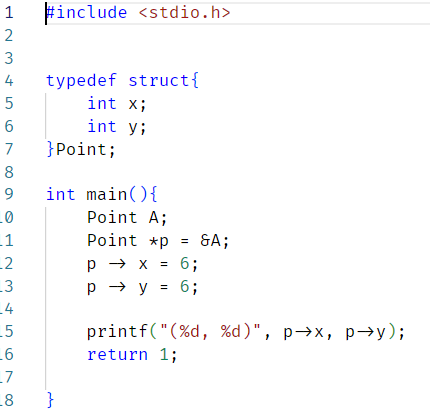 1 #include <stdio.h>
2
3
4 typedef struct{
5     int x;
6     int y;
7 }Point;
8
9 int main(){
10     Point A;
11     Point *p = &A;
12     p -> x = 6;
13     p -> y = 6;
14
15     printf("(%d, %d)", p->x, p->y);
16     return 1;
17
18 }